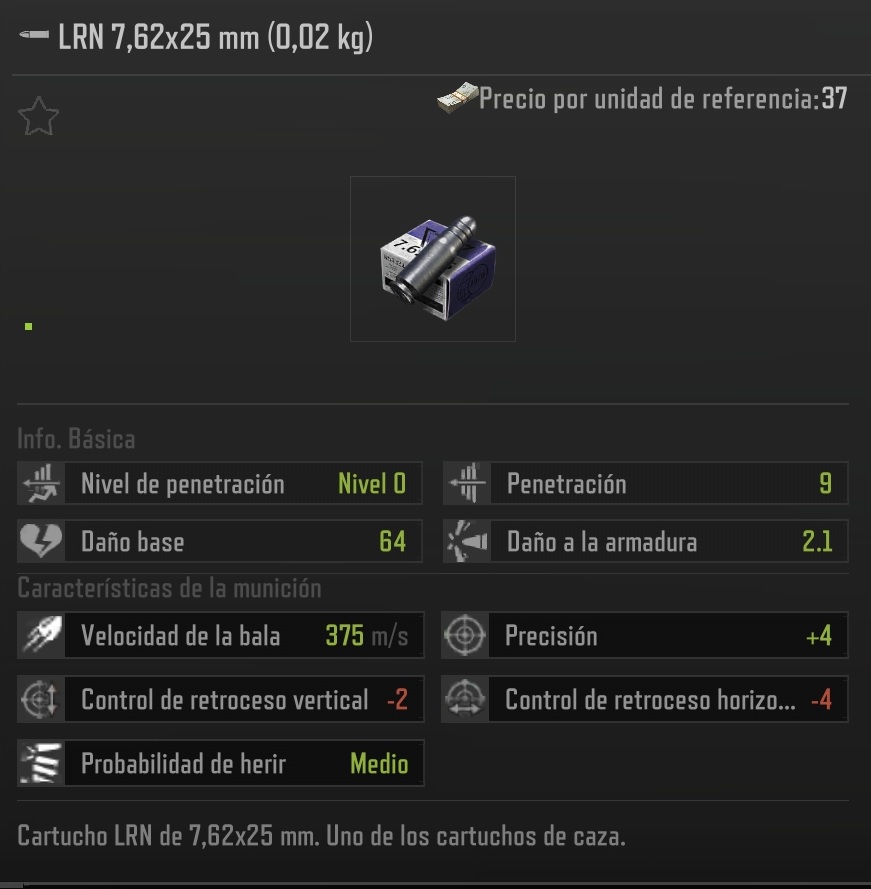 LRN 7,62x25 mm (0,02 kg)
Precio por unidad de referencia:37
7.6
Info. Básica
Nivel de penetración Nivel 0
Penetración 9
Daño base 64
Daño a la armadura 2.1
Características de la munición
Velocidad de la bala 375 m/s
Precisión +4
Control de retroceso vertical -2
Control de retroceso horizo... -4
Probabilidad de herir Medio
Cartucho LRN de 7,62x25 mm. Uno de los cartuchos de caza.